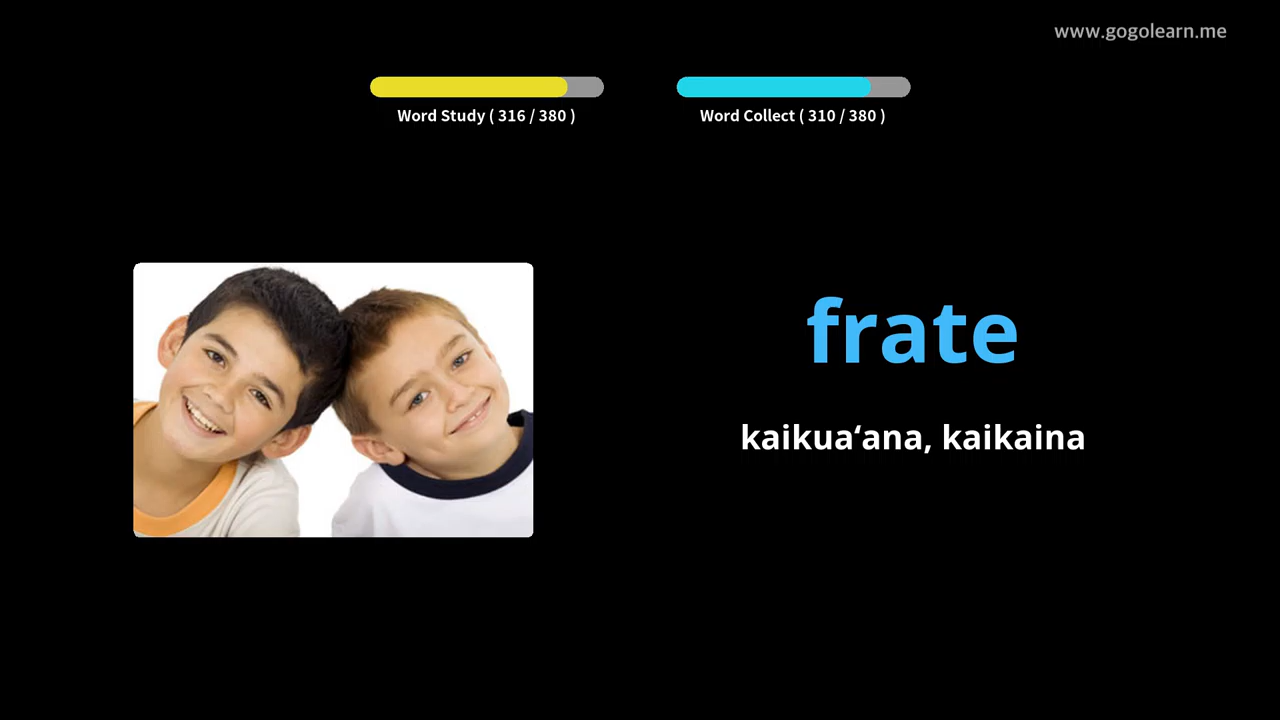 www.gogolearn.me
Word Study ( 316 / 380 )
Word Collect ( 310 / 380 )
frate
kaikuaʻana, kaikaina